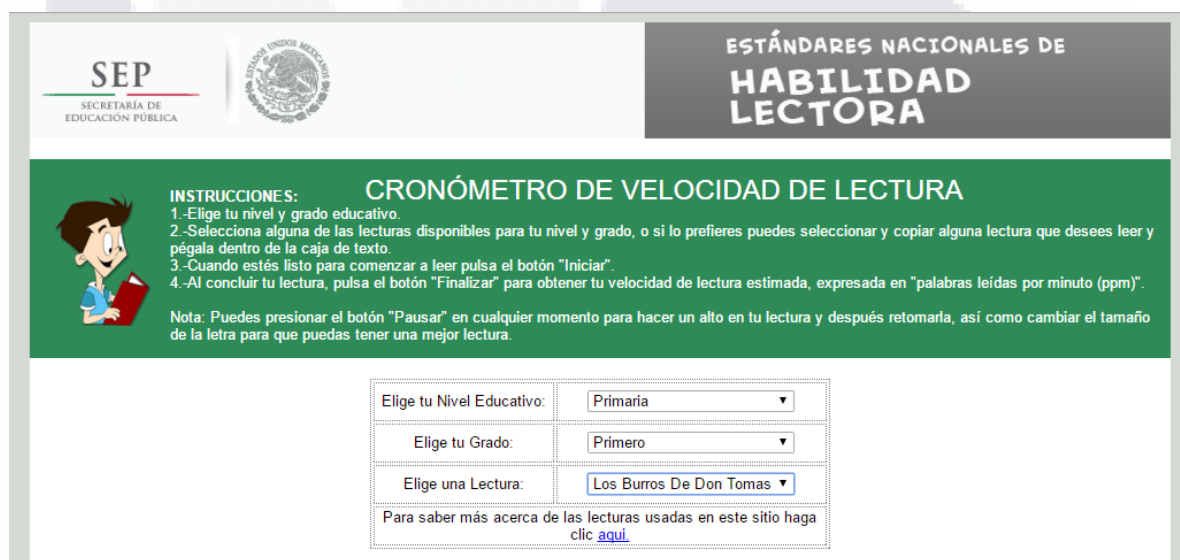 SEP
SECRETARÍA DE
EDUCACIÓN PÚBLICA
ESTADOS UNIDOS MEXICANOS
ESTÁNDARES NACIONALES DE
HABILIDAD
LECTORA
CRONÓMETRO DE VELOCIDAD DE LECTURA
INSTRUCCIONES:
1.-Elige tu nivel y grado educativo.
2.-Selecciona alguna de las lecturas disponibles para tu nivel y grado, o si lo prefieres puedes seleccionar y copiar alguna lectura que desees leer y
pégala dentro de la caja de texto.
3.-Cuando estés listo para comenzar a leer pulsa el botón "Iniciar".
4.-Al concluir tu lectura, pulsa el botón "Finalizar" para obtener tu velocidad de lectura estimada, expresada en "palabras leídas por minuto (ppm)".
Nota: Puedes presionar el botón "Pausar" en cualquier momento para hacer un alto en tu lectura y después retomarla, así como cambiar el tamaño
de la letra para que puedas tener una mejor lectura.
Elige tu Nivel Educativo: Primaria
Elige tu Grado: Primero
Elige una Lectura: Los Burros De Don Tomas
Para saber más acerca de las lecturas usadas en este sitio haga
clic aqui.